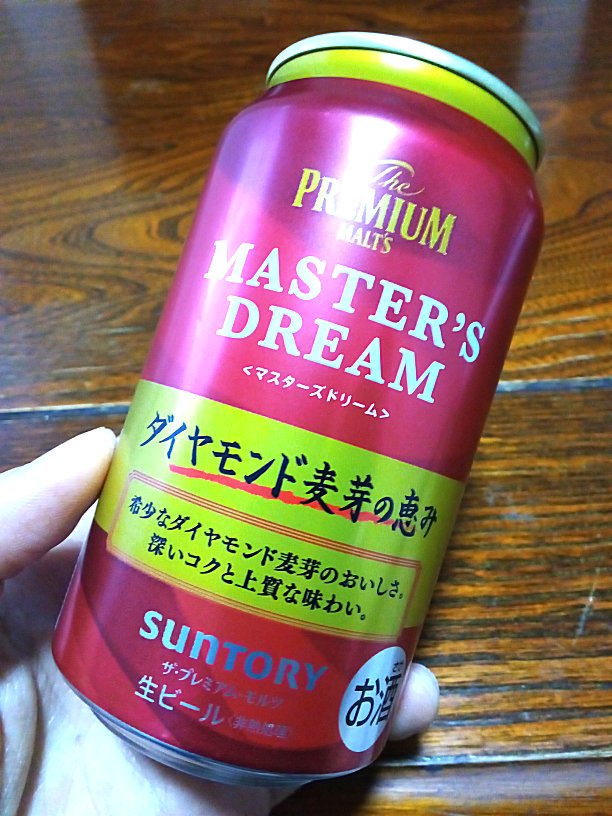 The
PREMIUM
MALT'S
MASTER'S
DREAM
<マスターズドリーム>
ダイヤモンド麦芽の恵み
希少なダイヤモンド麦芽のおいしさ。
深いコクと上質な味わい。
SUNTORY
ザ・プレミアム・モルツ
生ビール(非熱処理)
さけ
お酒